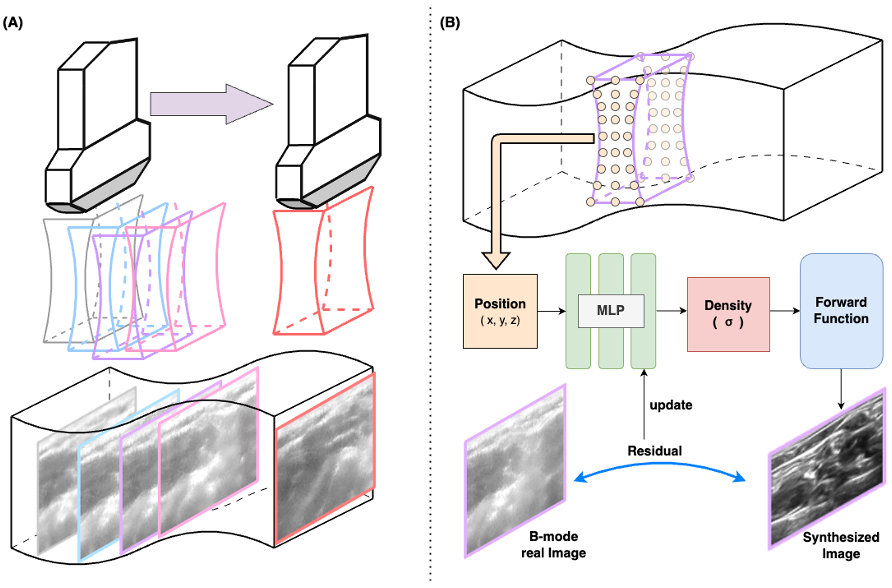 (A)
(B)
Position
( x, y, z)
MLP
Density
( σ )
Forward
Function
update
Residual
B-mode
real Image
Synthesized
Image